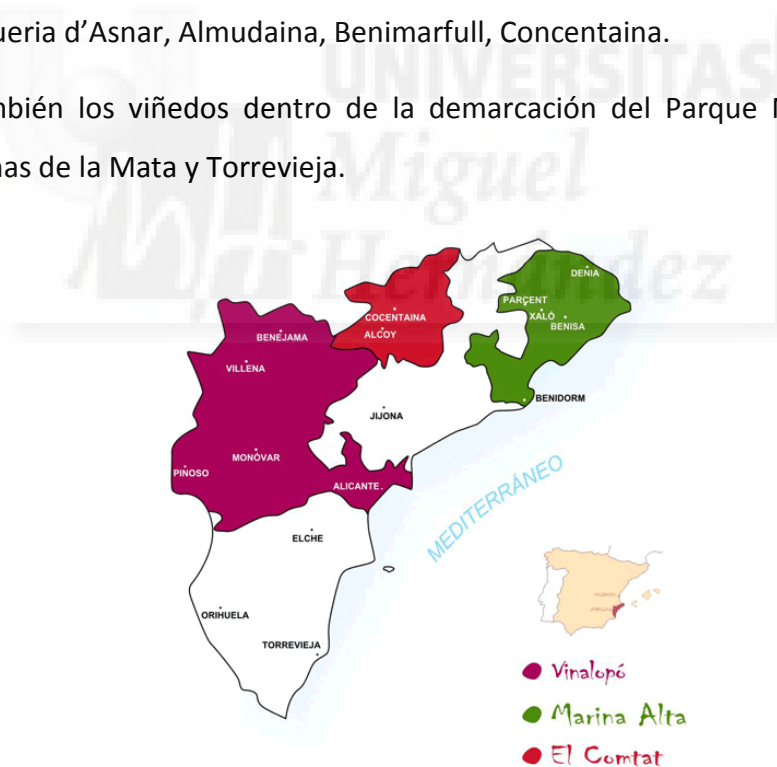 ueria d’Asnar, Almudaina, Benimarfull, Concentaina.
mbién los viñedos dentro de la demarcación del Parque
nas de la Mata y Torrevieja.
UNIVERSITAS
Miguel
Hernández
DENIA
PARÇENT
XALÓ
BENISA
COCENTAINA
ALCOY
BENEJAMA
VILLENA
BENIDORM
JIJONA
MONÓVAR
PIÑOSO
ALICANTE
MEDITERRÁNEO
ELCHE
ORIHUELA
TORREVIEJA
Vinalopó
Marina Alta
El Comtat